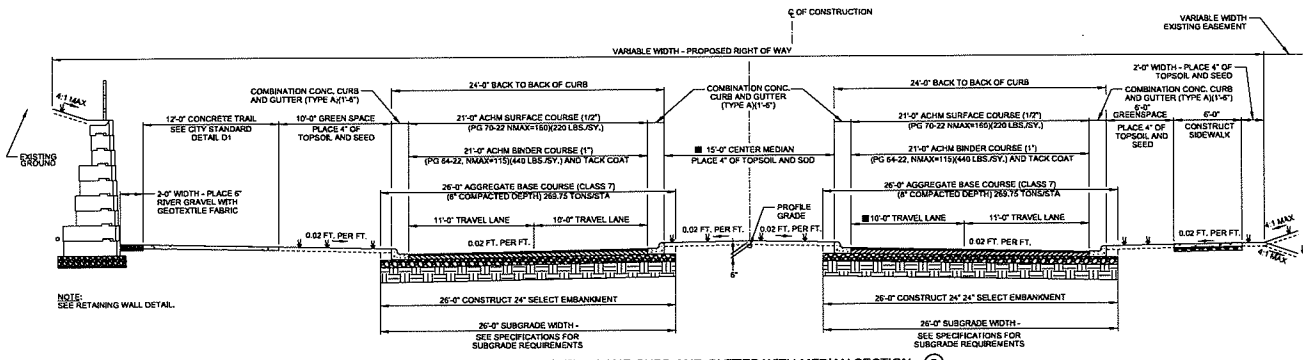 ℄ OF CONSTRUCTION
VARIABLE WIDTH
EXISTING EASEMENT
VARIABLE WIDTH - PROPOSED RIGHT OF WAY
4:1 MAX
EXISTING
GROUND
12'-0" CONCRETE TRAIL
SEE CITY STANDARD
DETAIL D1
10'-0" GREEN SPACE
PLACE 4" OF
TOPSOIL AND SEED
COMBINATION CONC. CURB
AND GUTTER (TYPE A)(1'-6")
24'-0" BACK TO BACK OF CURB
21'-0" ACHM SURFACE COURSE (1/2")
(PG 70-22 NMAX=160)(220 LBS./SY.)
21'-0" ACHM BINDER COURSE (1")
(PG 64-22, NMAX=115)(440 LBS./SY.) AND TACK COAT
26'-0" AGGREGATE BASE COURSE (CLASS 7)
(8" COMPACTED DEPTH) 269.75 TONS/STA
11'-0" TRAVEL LANE
10'-0" TRAVEL LANE
COMBINATION CONC.
CURB AND GUTTER
(TYPE A)(1'-6")
■ 15'-0" CENTER MEDIAN
PLACE 4" OF TOPSOIL AND SOD
PROFILE
GRADE
24'-0" BACK TO BACK OF CURB
21'-0" ACHM SURFACE COURSE (1/2")
(PG 70-22 NMAX=160)(220 LBS./SY.)
21'-0" ACHM BINDER COURSE (1")
(PG 64-22, NMAX=115)(440 LBS./SY.) AND TACK COAT
26'-0" AGGREGATE BASE COURSE (CLASS 7)
(8" COMPACTED DEPTH) 269.75 TONS/STA
■10'-0" TRAVEL LANE
11'-0" TRAVEL LANE
2'-0" WIDTH - PLACE 4" OF
TOPSOIL AND SEED
COMBINATION CONC. CURB
AND GUTTER (TYPE A)(1'-6")
6'-0"
GREENSPACE
PLACE 4" OF
TOPSOIL AND
SEED
6'-0"
CONSTRUCT
SIDEWALK
2-0" WIDTH - PLACE 6"
RIVER GRAVEL WITH
GEOTEXTILE FABRIC
0.02 FT. PER FT.
0.02 FT. PER FT.
0.02 FT. PER FT.
0.02 FT. PER FT.
0.02 FT. PER FT.
0.02 FT. PER FT.
4:1 MAX
4:1 MAX
6"
NOTE:
SEE RETAINING WALL DETAIL.
26'-0" CONSTRUCT 24" SELECT EMBANKMENT
26'-0" SUBGRADE WIDTH -
SEE SPECIFICATIONS FOR
SUBGRADE REQUIREMENTS
26'-0" CONSTRUCT 24" 24" SELECT EMBANKMENT
26'-0" SUBGRADE WIDTH -
SEE SPECIFICATIONS FOR
SUBGRADE REQUIREMENTS
CURB AND GUTTER WITH MEDIAN SECTION